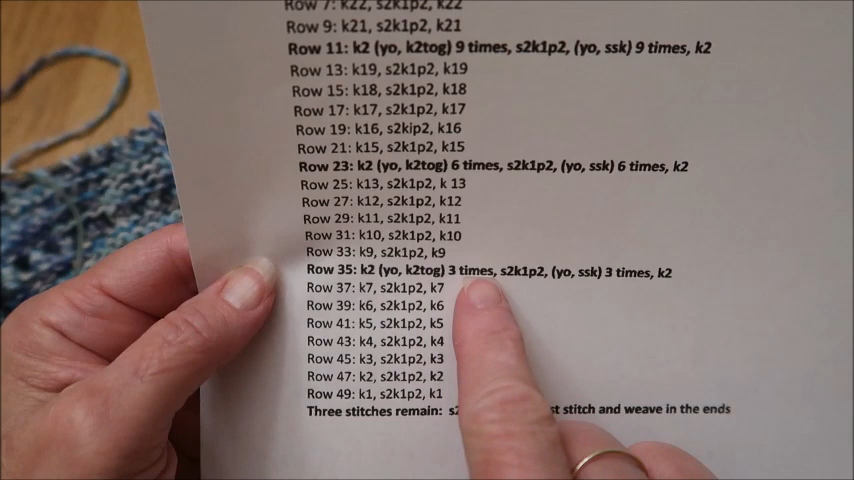 Row 7: k22, s2k1p2, k22
Row 9: k21, s2k1p2, k21
Row 11: k2 (yo, k2tog) 9 times, s2k1p2, (yo, ssk) 9 times, k2
Row 13: k19, s2k1p2, k19
Row 15: k18, s2k1p2, k18
Row 17: k17, s2k1p2, k17
Row 19: k16, s2kip2, k16
Row 21: k15, s2k1p2, k15
Row 23: k2 (yo, k2tog) 6 times, s2k1p2, (yo, ssk) 6 times, k2
Row 25: k13, s2k1p2, k 13
Row 27: k12, s2k1p2, k12
Row 29: k11, s2k1p2, k11
Row 31: k10, s2k1p2, k10
Row 33: k9, s2k1p2, k9
Row 35: k2 (yo, k2tog) 3 times, s2k1p2, (yo, ssk) 3 times, k2
Row 37: k7, s2k1p2, k7
Row 39: k6, s2k1p2, k6
Row 41: k5, s2k1p2, k5
Row 43: k4, s2k1p2, k4
Row 45: k3, s2k1p2, k3
Row 47: k2, s2k1p2, k2
Row 49: k1, s2k1p2, k1
Three stitches remain: stitch and weave in the ends